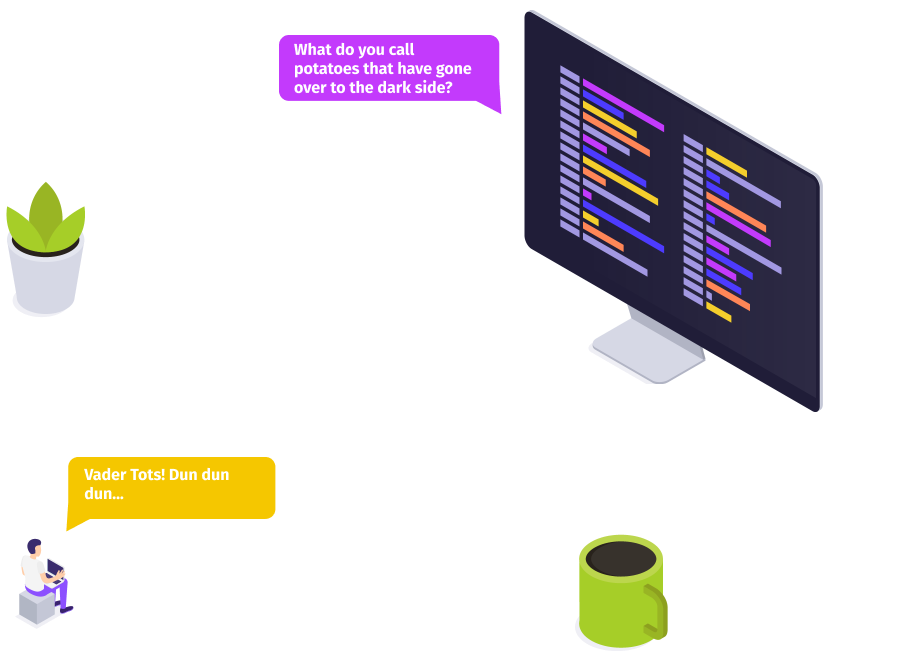 What do you call
potatoes that have gone
over to the dark side?
Vader Tots! Dun dun
dun...